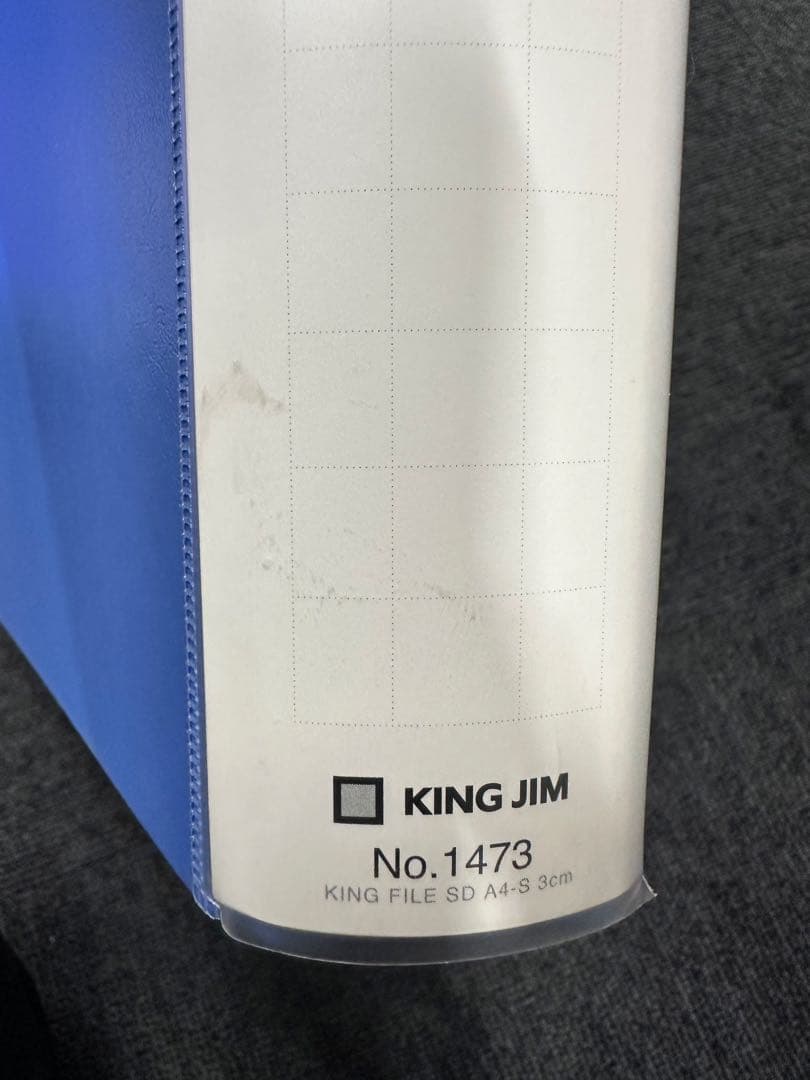 KING JIM
No.1473
KING FILE SD A4-S 3cm